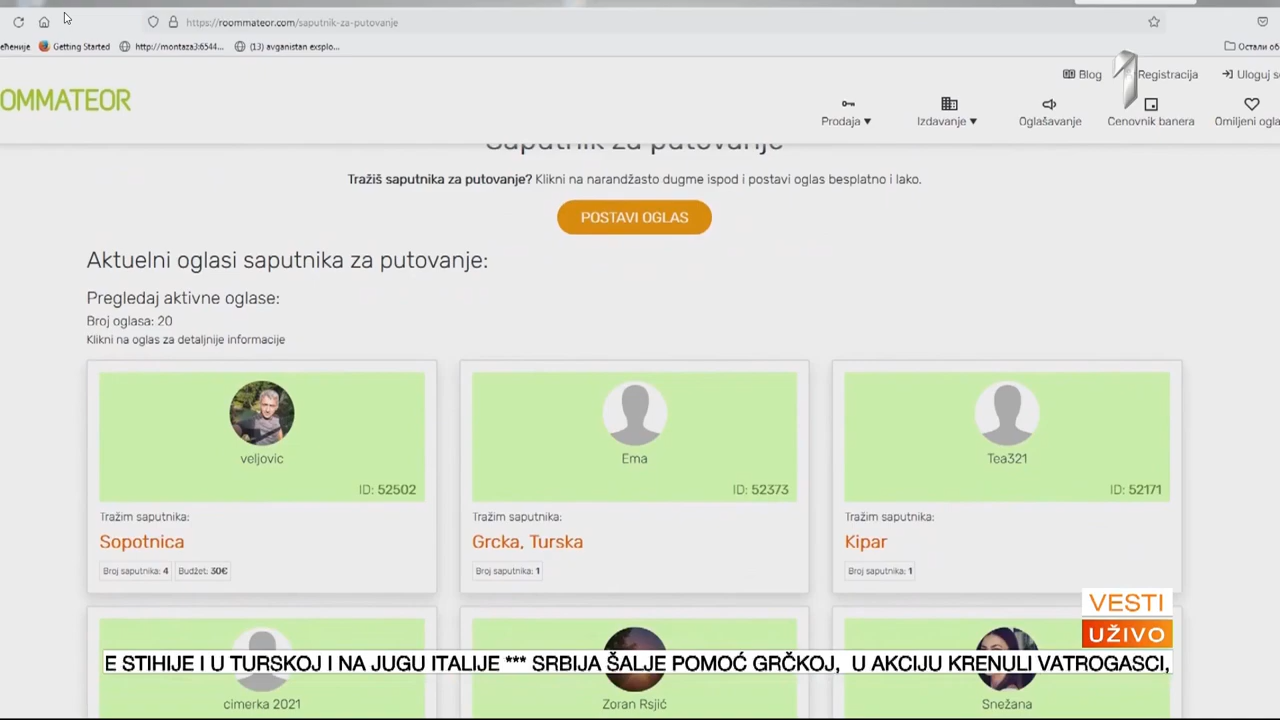 https://roommateor.com/saputnik-za-putovanje
ећеније
Getting Started
http://montaza3:6544...
(13) avganistan explo...
Остали об
Blog
Registracija
Uloguj se
OMMATEOR
Prodaja ▼
Izdavanje ▼
Oglašavanje
Cenovnik banera
Omiljeni ogla
Saputnik za putovanje
Tražiš saputnika za putovanje? Klikni na narandžasto dugme ispod i postavi oglas besplatno i lako.
POSTAVI OGLAS
Aktuelni oglasi saputnika za putovanje:
Pregledaj aktivne oglase:
Broj oglasa: 20
Klikni na oglas za detaljnije informacije
veljovic
ID: 52502
Tražim saputnika:
Sopotnica
Broj saputnika: 4
Budžet: 30€
Ema
ID: 52373
Tražim saputnika:
Grcka, Turska
Broj saputnika: 1
Tea321
ID: 52171
Tražim saputnika:
Kipar
Broj saputnika: 1
VESTI
UŽIVO
E STIHIJE I U TURSKOJ I NA JUGU ITALIJE *** SRBIJA ŠALJE POMOĆ GRČKOJ, U AKCIJU KRENULI VATROGASCI,
cimerka 2021
Zoran Rsjić
Snežana